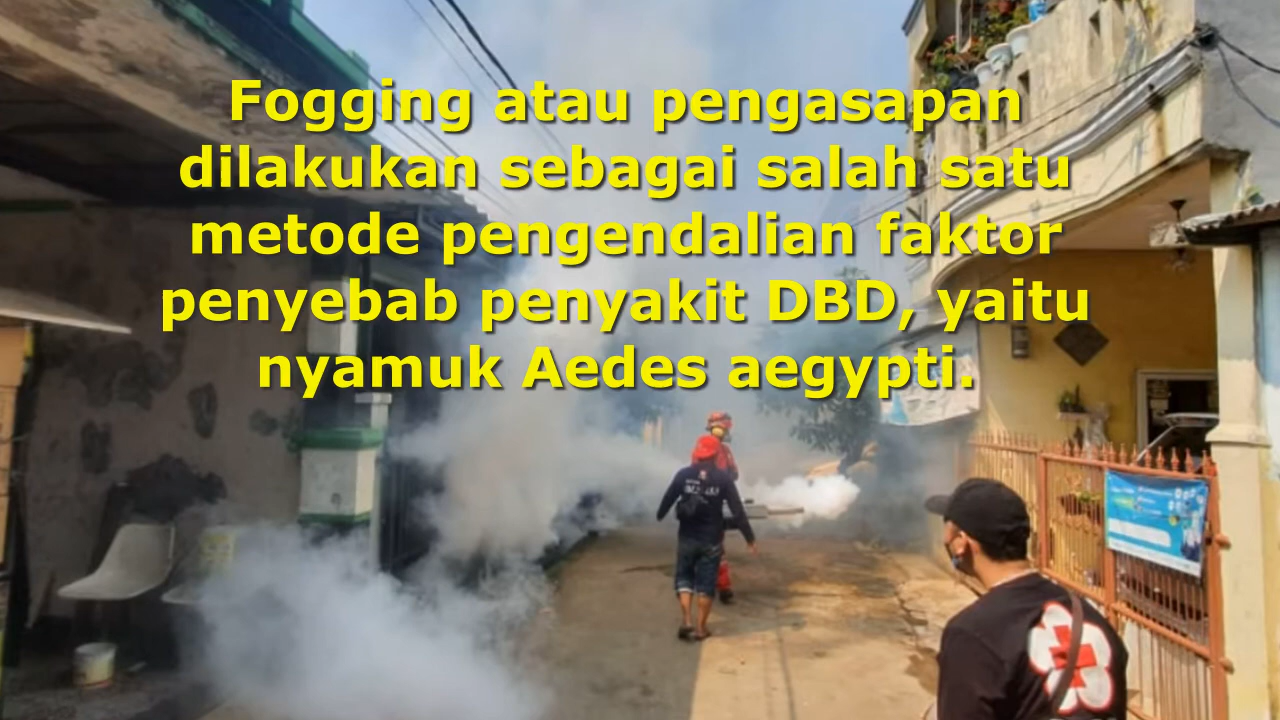 Fogging atau pengasapan
dilakukan sebagai salah satu
metode pengendalian faktor
penyebab penyakit DBD, yaitu
nyamuk Aedes aegypti.